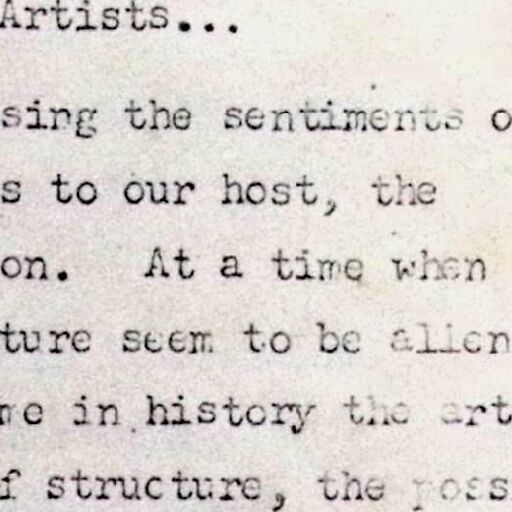 Artists...
sing the sentiments o
s to our host, the
on. At a time when
ture seem to be alien
me in history the art
f structure, the poss